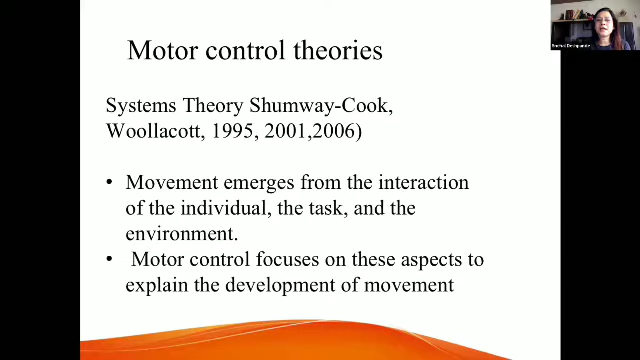 Motor control theories
Systems Theory Shumway-Cook,
Woollacott, 1995, 2001,2006)
• Movement emerges from the interaction
of the individual, the task, and the
environment.
• Motor control focuses on these aspects to
explain the development of movement